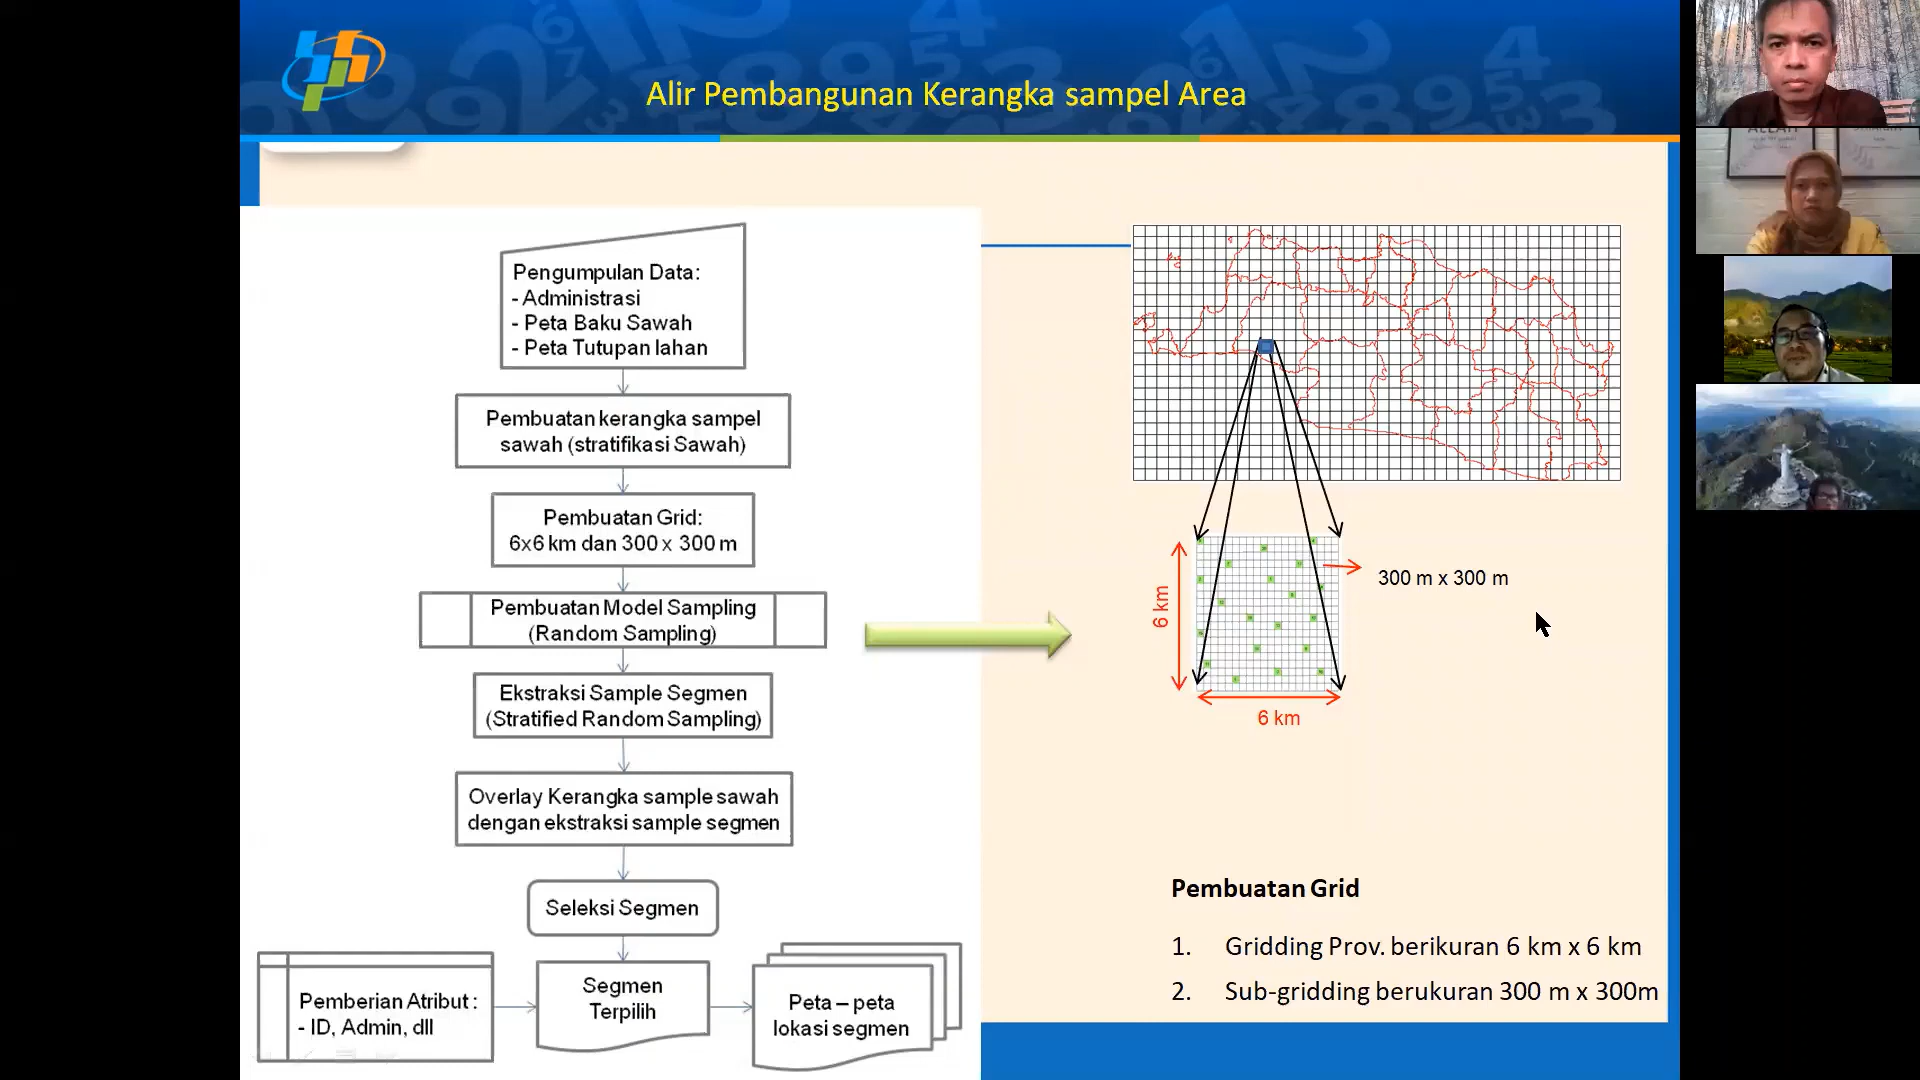 Alir Pembangunan Kerangka sampel Area
Pengumpulan Data:
- Administrasi
- Peta Baku Sawah
- Peta Tutupan lahan
Pembuatan kerangka sampel
sawah (stratifikasi Sawah)
Pembuatan Grid:
6x6 km dan 300 x 300 m
Pembuatan Model Sampling
(Random Sampling)
Ekstraksi Sample Segmen
(Stratified Random Sampling)
Overlay Kerangka sample sawah
dengan ekstraksi sample segmen
Seleksi Segmen
Pemberian Atribut :
- ID, Admin, dll
Segmen
Terpilih
Peta – peta
lokasi segmen
300 m x 300 m
6 km
6 km
Pembuatan Grid
1. Gridding Prov. berikuran 6 km x 6 km
2. Sub-gridding berukuran 300 m x 300m
ALLAH